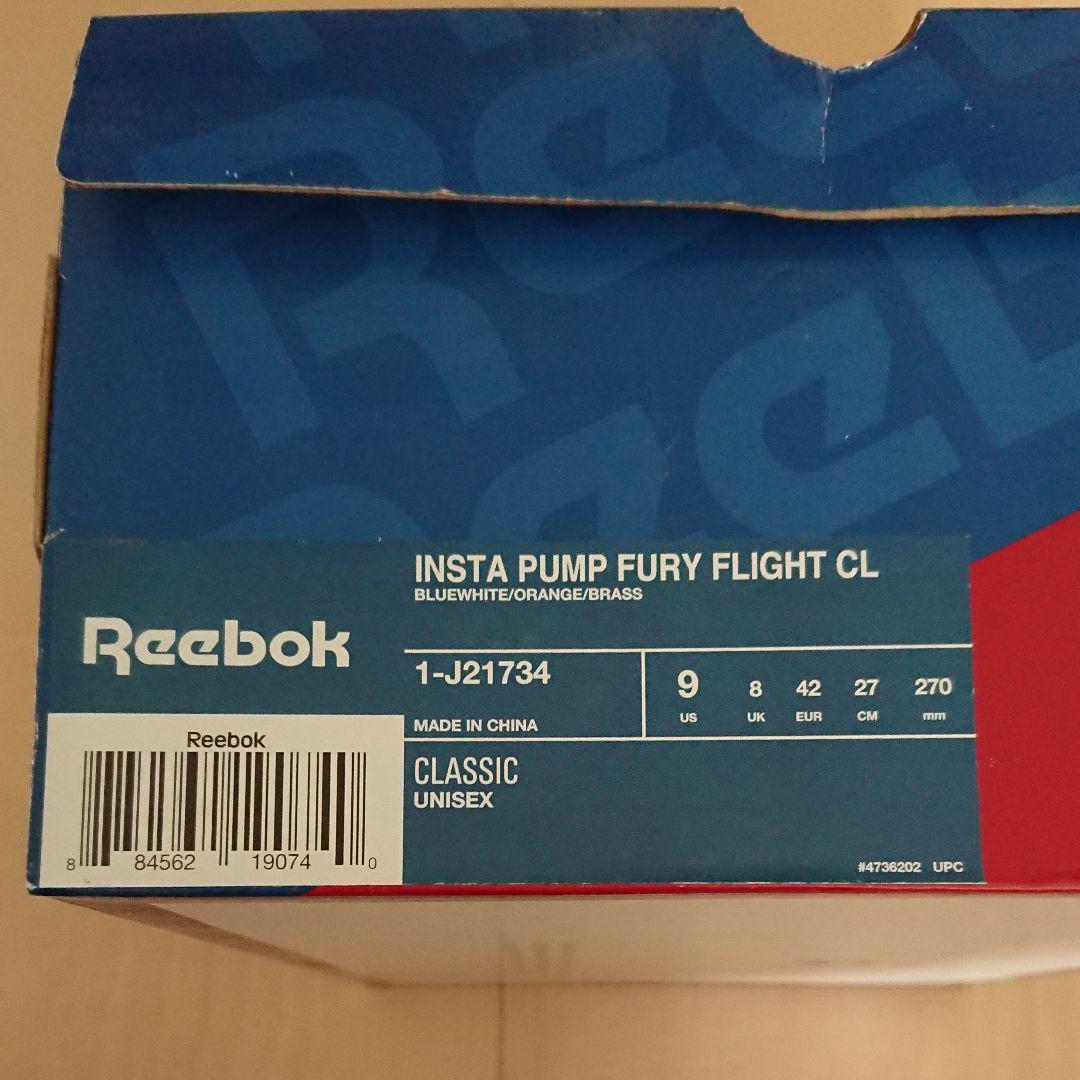 INSTA PUMP FURY FLIGHT CL
BLUEWHITE/ORANGE/BRASS
Reebok
1-J21734
MADE IN CHINA
9 8 42 27 270
US UK EUR CM mm
CLASSIC
UNISEX
Reebok
8 84562 19074 0
#4736202 UPC